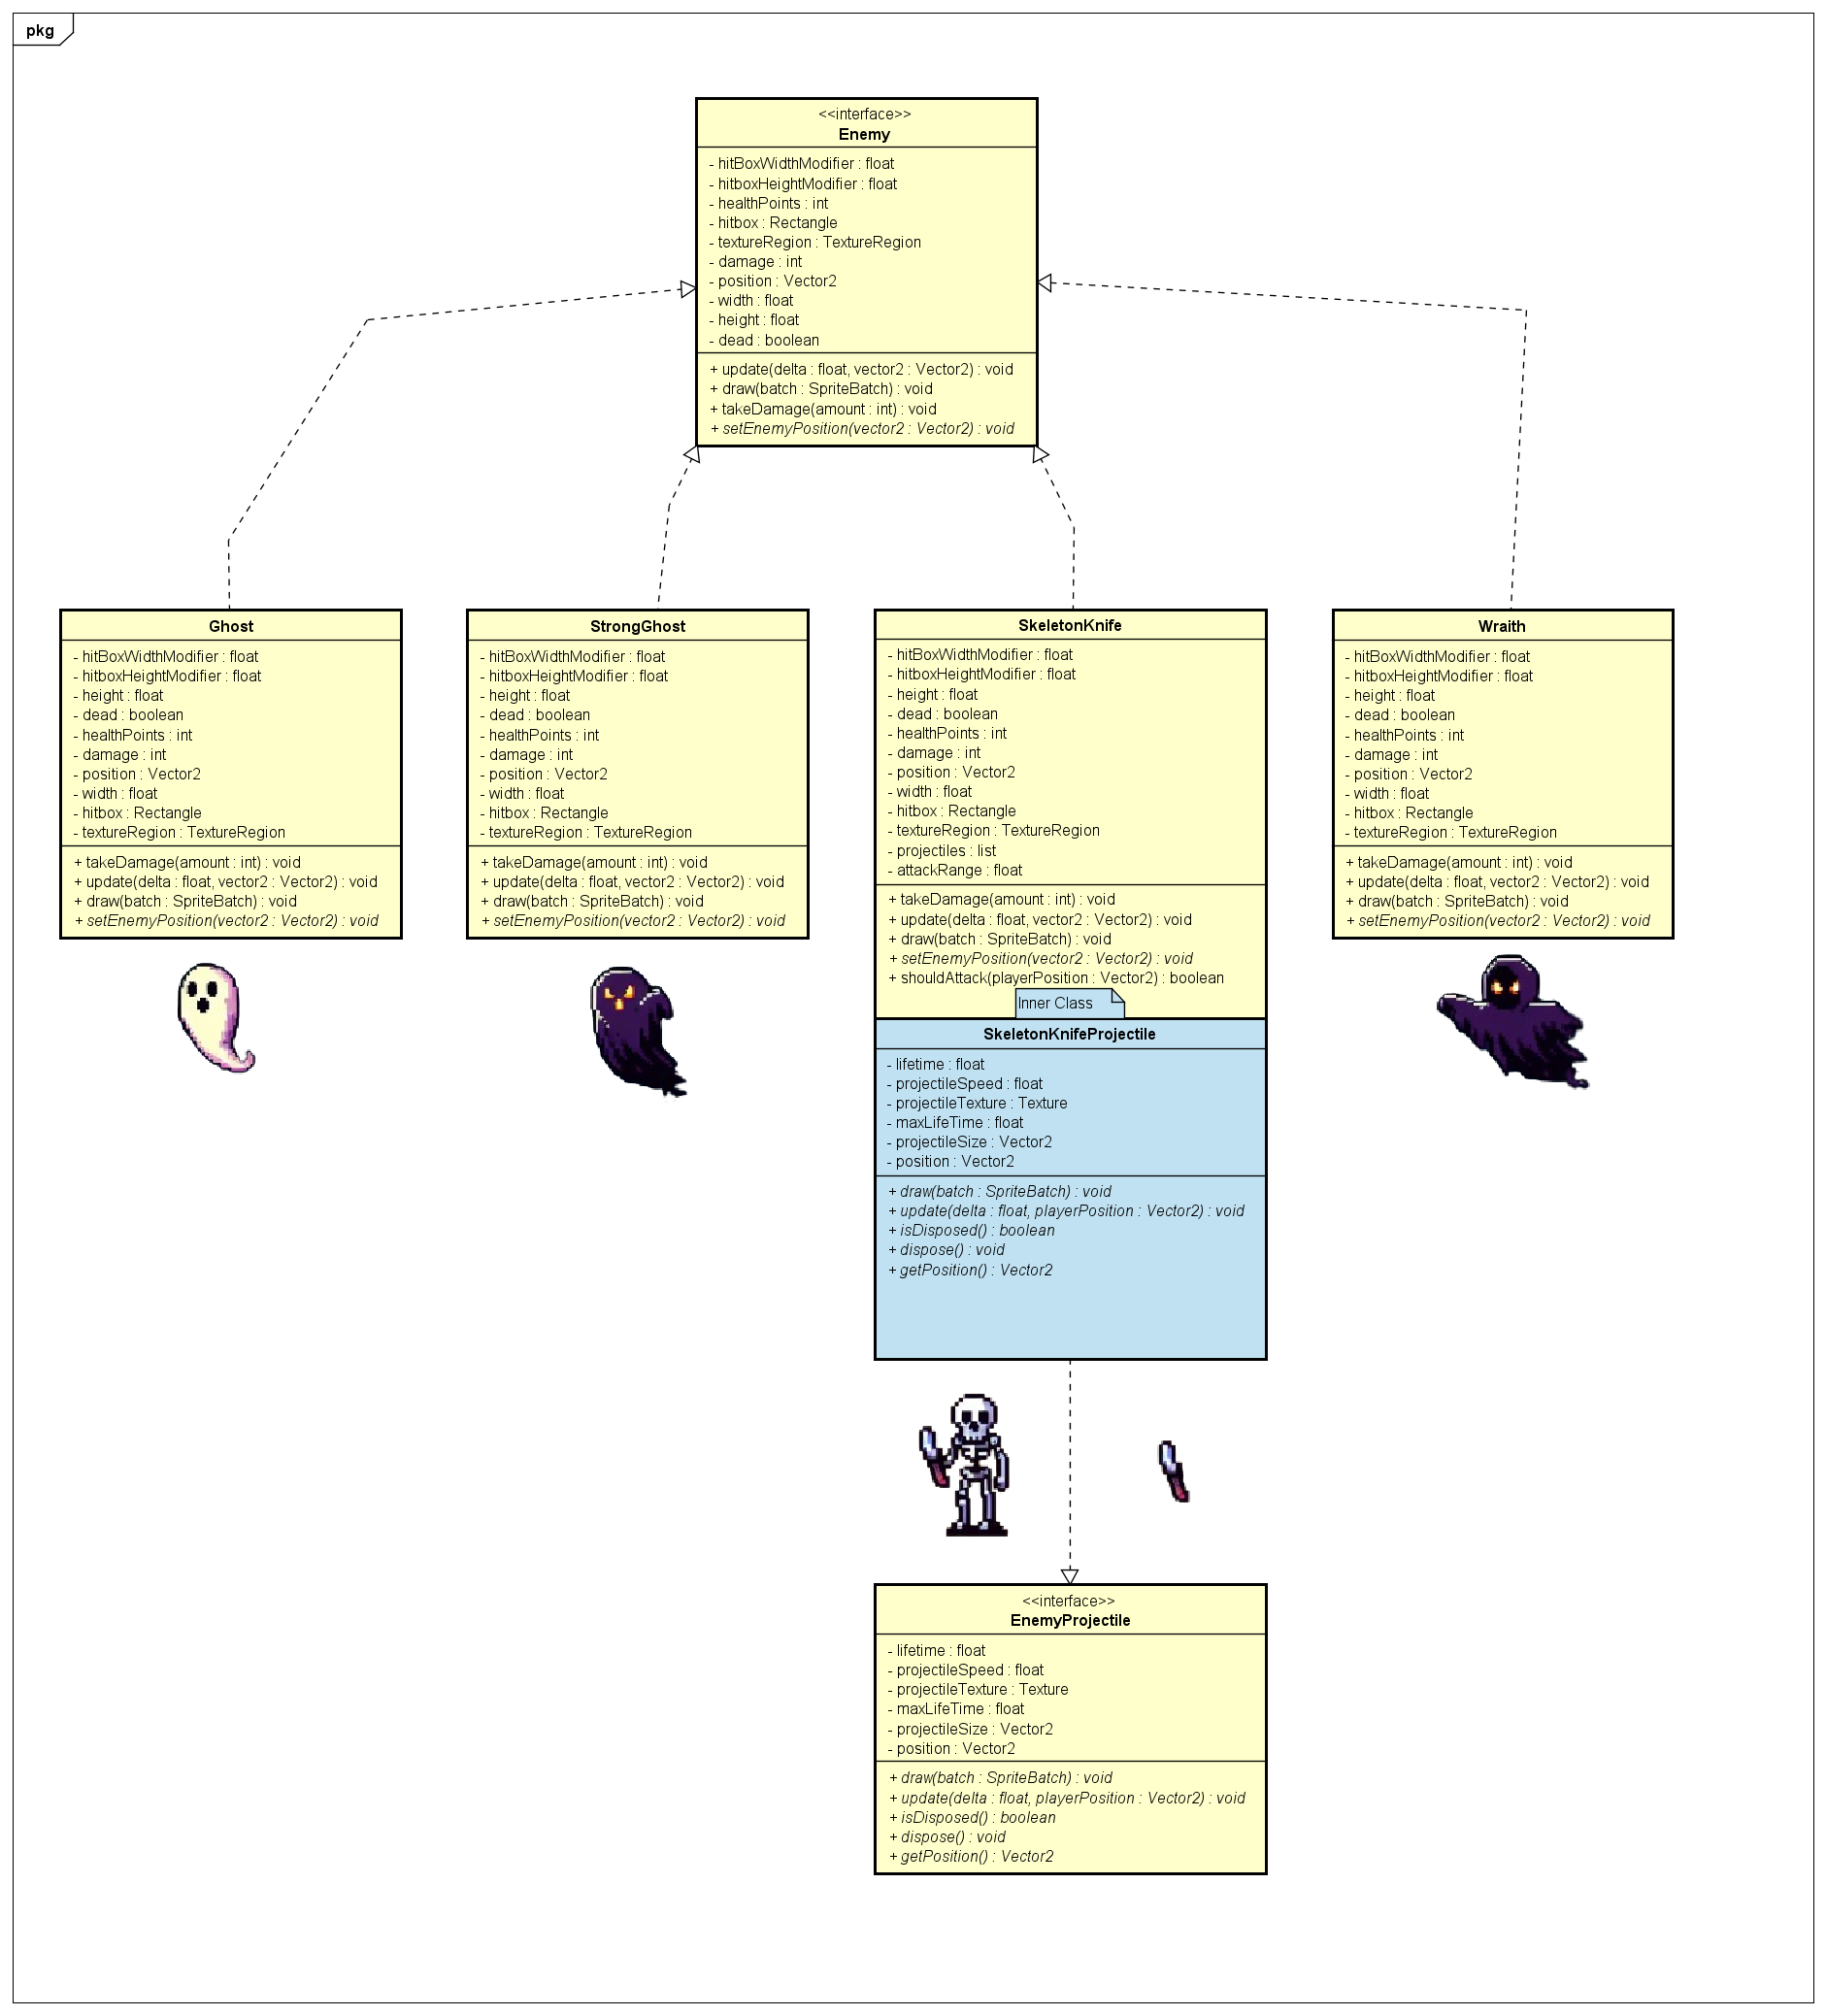 pkg
<<interface>>
Enemy
- hitBoxWidthModifier : float
- hitboxHeightModifier : float
- healthPoints : int
- hitbox : Rectangle
- textureRegion : TextureRegion
- damage : int
- position : Vector2
- width : float
- height : float
- dead : boolean
+ update(delta : float, vector2 : Vector2) : void
+ draw(batch : SpriteBatch) : void
+ takeDamage(amount : int) : void
+ setEnemyPosition(vector2 : Vector2) : void
Ghost
- hitBoxWidthModifier : float
- hitboxHeightModifier : float
- height : float
- dead : boolean
- healthPoints : int
- damage : int
- position : Vector2
- width : float
- hitbox : Rectangle
- textureRegion : TextureRegion
+ takeDamage(amount : int) : void
+ update(delta : float, vector2 : Vector2) : void
+ draw(batch : SpriteBatch) : void
+ setEnemyPosition(vector2 : Vector2) : void
StrongGhost
- hitBoxWidthModifier : float
- hitboxHeightModifier : float
- height : float
- dead : boolean
- healthPoints : int
- damage : int
- position : Vector2
- width : float
- hitbox : Rectangle
- textureRegion : TextureRegion
+ takeDamage(amount : int) : void
+ update(delta : float, vector2 : Vector2) : void
+ draw(batch : SpriteBatch) : void
+ setEnemyPosition(vector2 : Vector2) : void
SkeletonKnife
- hitBoxWidthModifier : float
- hitboxHeightModifier : float
- height : float
- dead : boolean
- healthPoints : int
- damage : int
- position : Vector2
- width : float
- hitbox : Rectangle
- textureRegion : TextureRegion
- projectiles : list
- attackRange : float
+ takeDamage(amount : int) : void
+ update(delta : float, vector2 : Vector2) : void
+ draw(batch : SpriteBatch) : void
+ setEnemyPosition(vector2 : Vector2) : void
+ shouldAttack(playerPosition : Vector2) : boolean
Inner Class
SkeletonKnifeProjectile
- lifetime : float
- projectileSpeed : float
- projectileTexture : Texture
- maxLifeTime : float
- projectileSize : Vector2
- position : Vector2
+ draw(batch : SpriteBatch) : void
+ update(delta : float, playerPosition : Vector2) : void
+ isDisposed() : boolean
+ dispose() : void
+ getPosition() : Vector2
Wraith
- hitBoxWidthModifier : float
- hitboxHeightModifier : float
- height : float
- dead : boolean
- healthPoints : int
- damage : int
- position : Vector2
- width : float
- hitbox : Rectangle
- textureRegion : TextureRegion
+ takeDamage(amount : int) : void
+ update(delta : float, vector2 : Vector2) : void
+ draw(batch : SpriteBatch) : void
+ setEnemyPosition(vector2 : Vector2) : void
<<interface>>
EnemyProjectile
- lifetime : float
- projectileSpeed : float
- projectileTexture : Texture
- maxLifeTime : float
- projectileSize : Vector2
- position : Vector2
+ draw(batch : SpriteBatch) : void
+ update(delta : float, playerPosition : Vector2) : void
+ isDisposed() : boolean
+ dispose() : void
+ getPosition() : Vector2